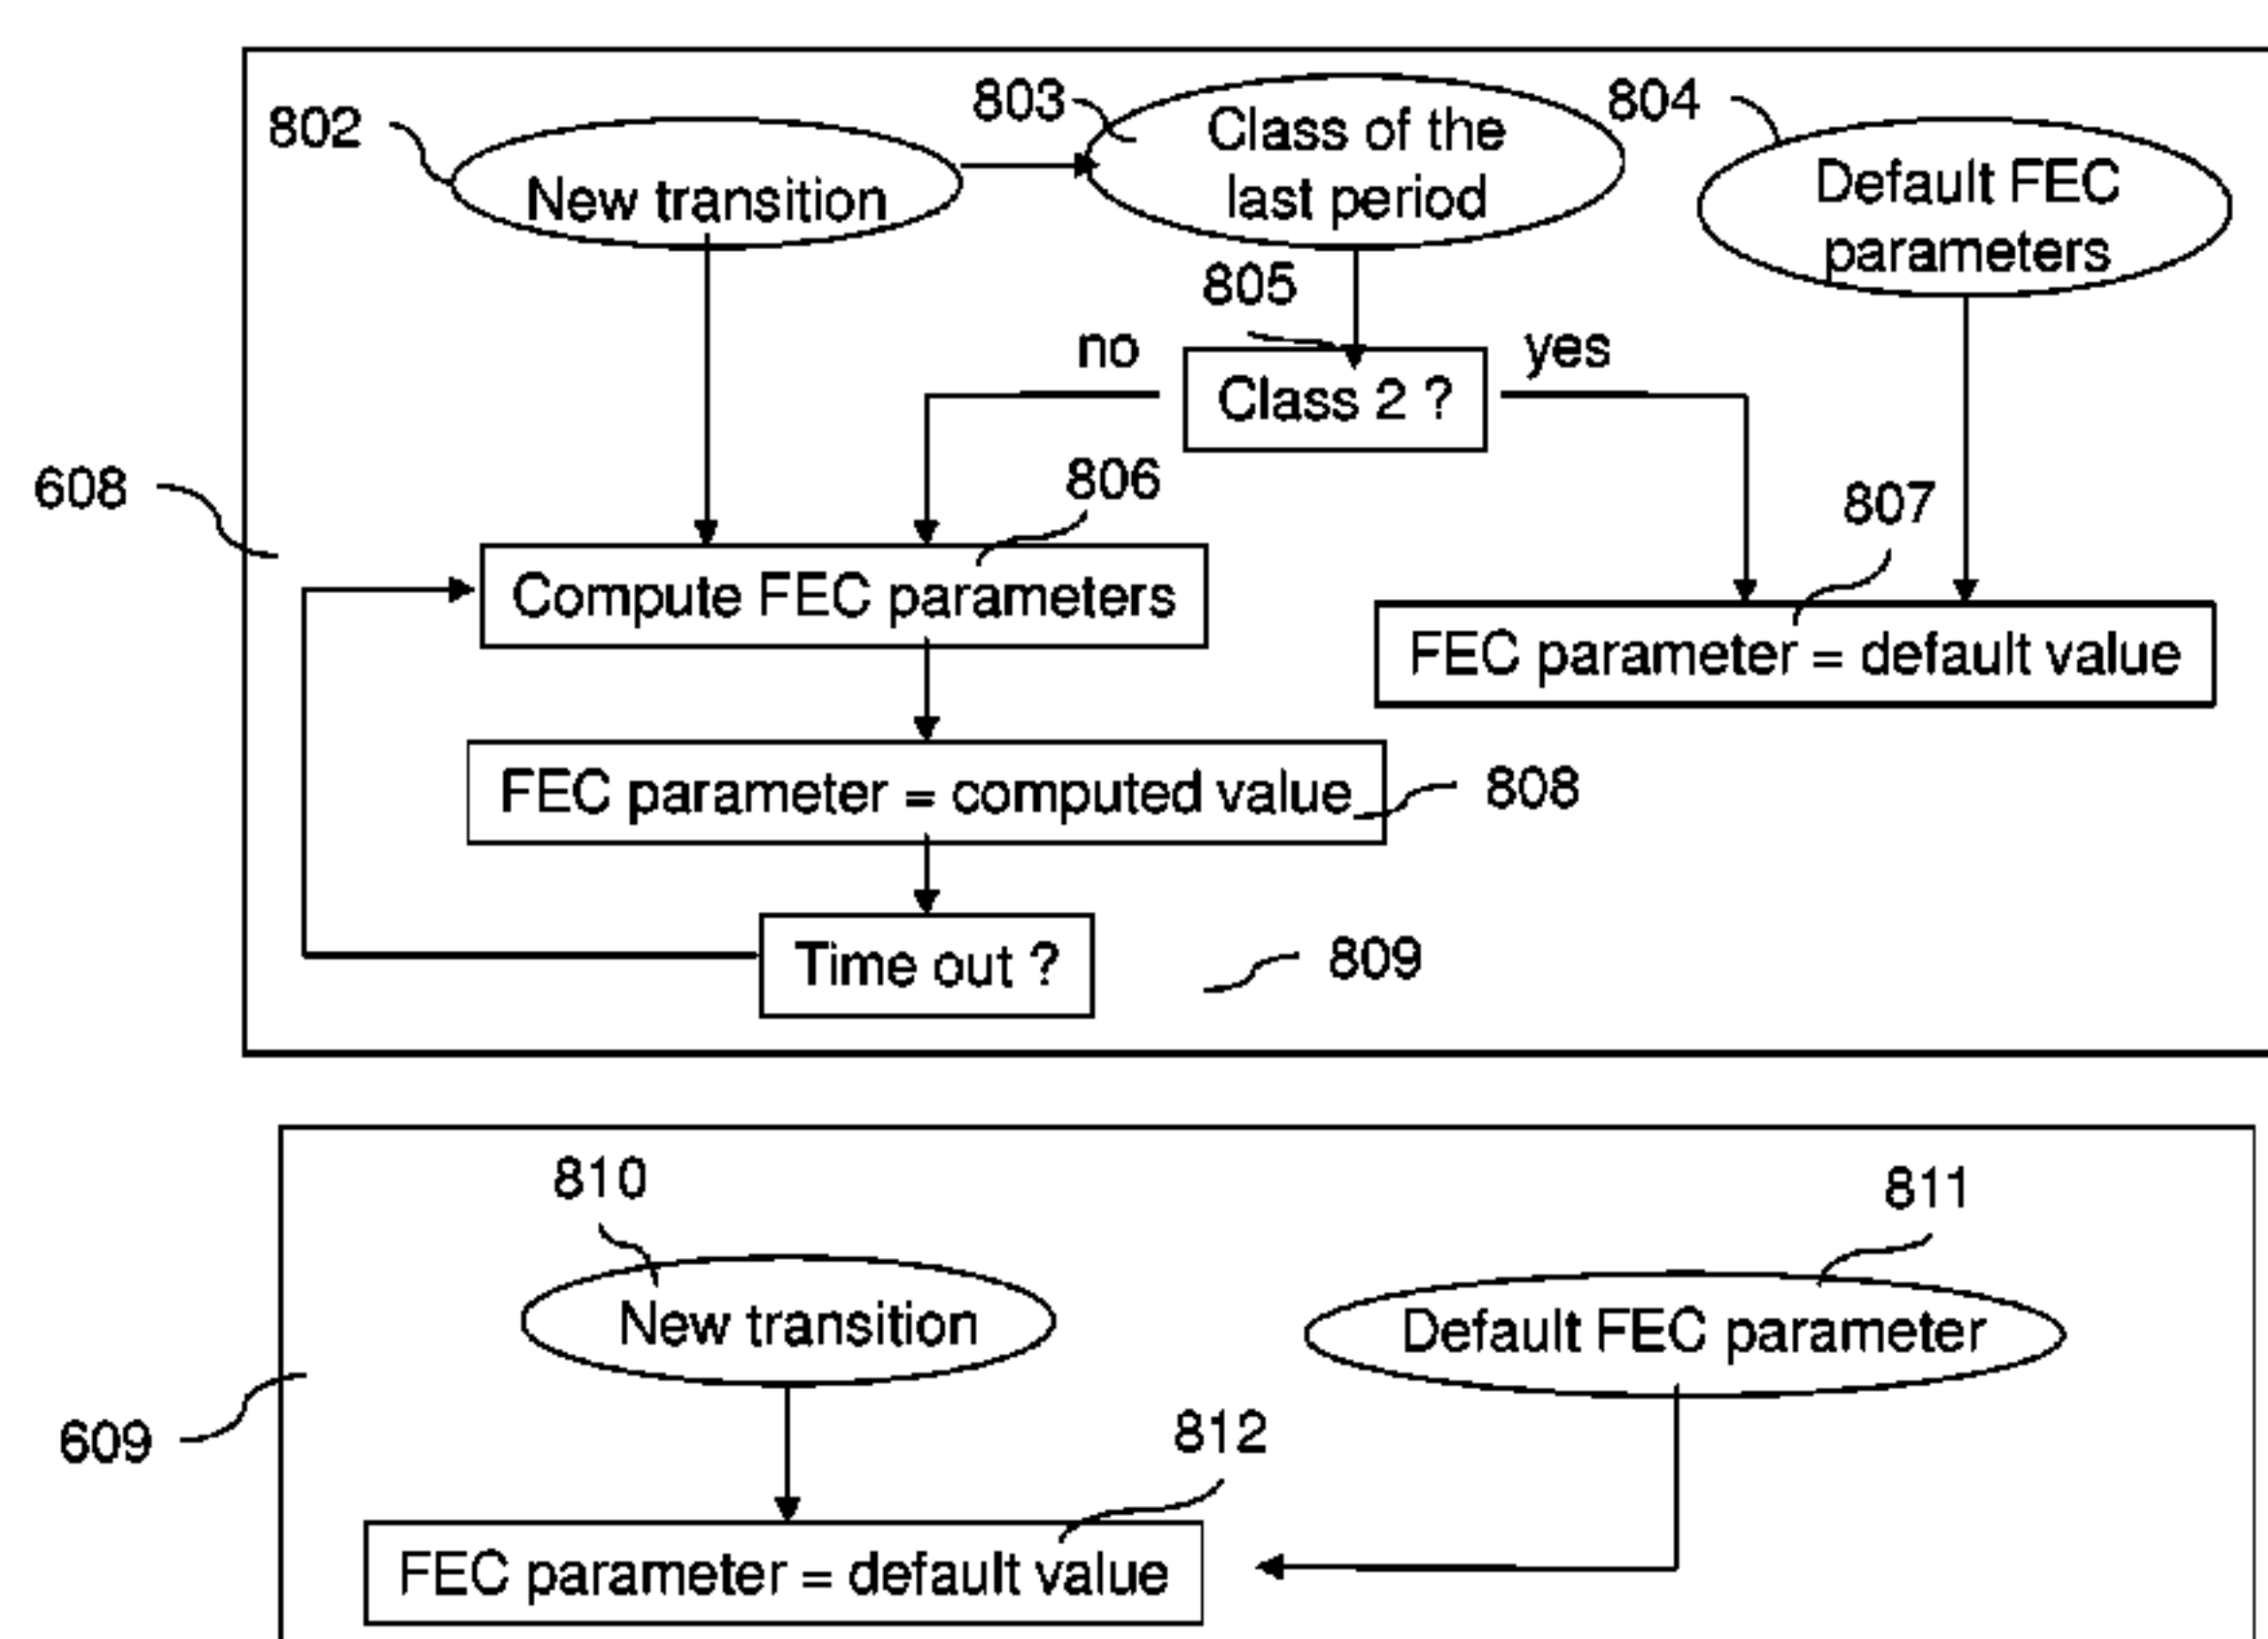 802
803
804
New transition
Class of the
last period
Default FEC
parameters
805
no
Class 2 ?
yes
608
806
807
Compute FEC parameters
FEC parameter = default value
FEC parameter = computed value
808
Time out ?
809
810
811
New transition
Default FEC parameter
609
812
FEC parameter = default value